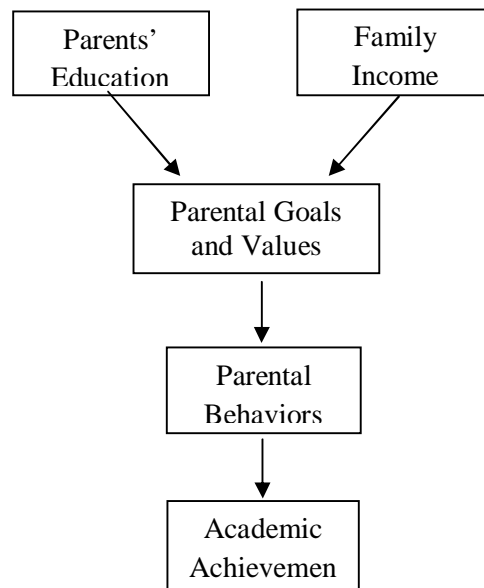 Parents’
Education
Family
Income
Parental Goals
and Values
Parental
Behaviors
Academic
Achievemen